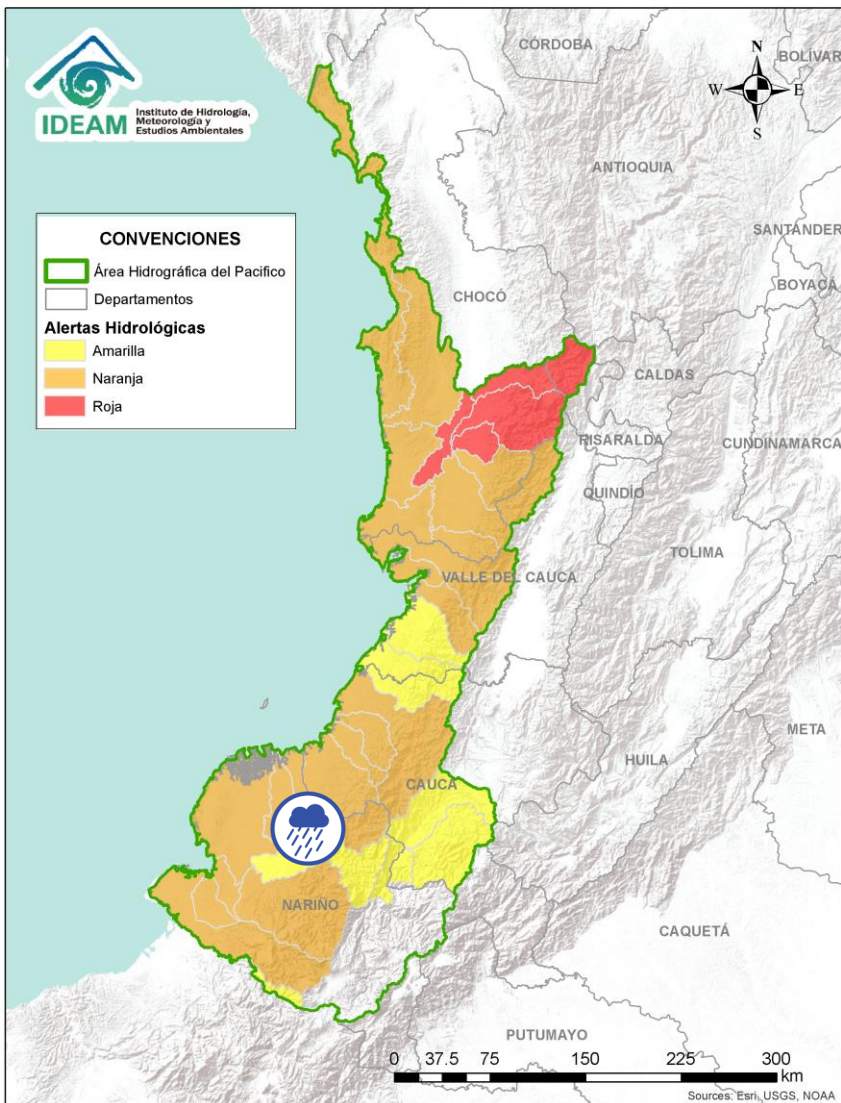 IDEAM
Instituto de Hidrología,
Meteorología y
Estudios Ambientales
CÓRDOBA
BOLÍVAR
N
W
E
S
ANTIOQUIA
SANTANDER
BOYACÁ
CONVENCIONES
Área Hidrográfica del Pacifico
Departamentos
Alertas Hidrológicas
Amarilla
Naranja
Roja
CHOCÓ
CALDAS
RISARALDA
CUNDINAMARCA
QUINDÍO
TOLIMA
VALLE DEL CAUCA
META
HUILA
CAUCA
NARIÑO
CAQUETÁ
PUTUMAYO
0 37.5 75 150 225 300
km
Sources: Esri, USGS, NOAA